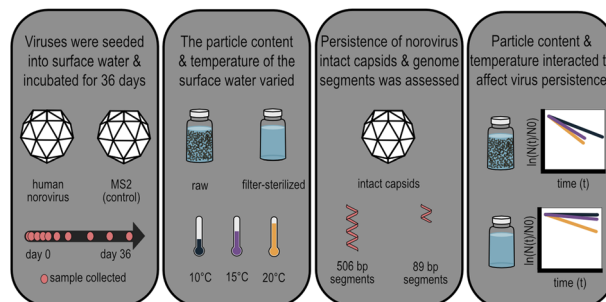 Viruses were seeded
into surface water &
incubated for 36 days
human
norovirus
MS2
(control)
day 0
day 36
sample collected
The particle content
& temperature of the
surface water varied
raw
filter-sterilized
10°C
15°C
20°C
Persistence of norovirus
intact capsids & genome
segments was assessed
intact capsids
506 bp
segments
89 bp
segments
Particle content &
temperature interacted t
affect virus persistence
ln(N(t)/N0)
time (t)
ln(N(t)/N0)
time (t)